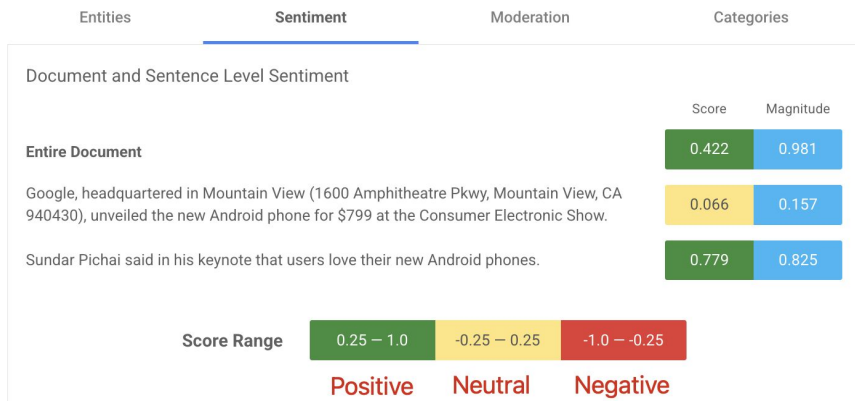 Entities Sentiment Moderation Categories
Document and Sentence Level Sentiment
Score Magnitude
Entire Document 0.422 0.981
Google, headquartered in Mountain View (1600 Amphitheatre Pkwy, Mountain View, CA
940430), unveiled the new Android phone for $799 at the Consumer Electronic Show.
0.066 0.157
Sundar Pichai said in his keynote that users love their new Android phones. 0.779 0.825
Score Range 0.25 — 1.0 -0.25 — 0.25 -1.0 — -0.25
Positive Neutral Negative